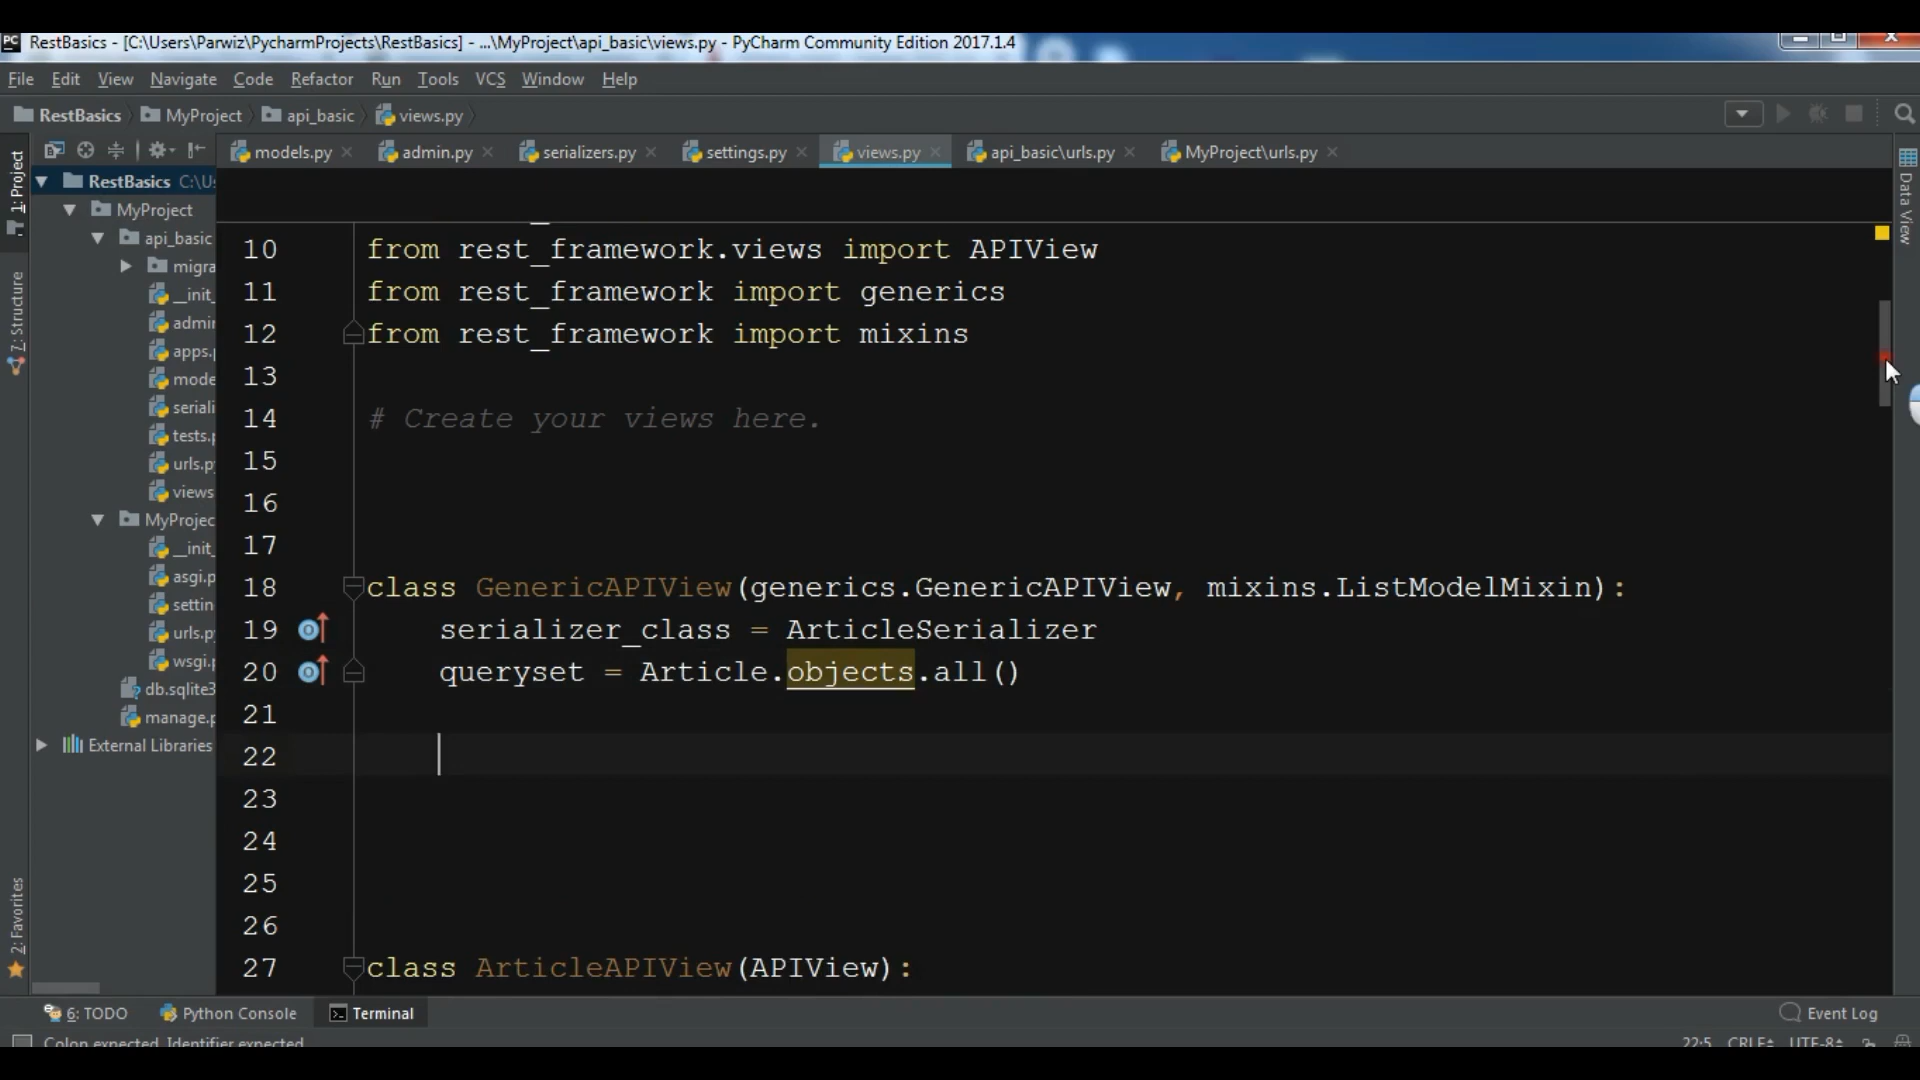 RestBasics - [C:\Users\Parwiz\PycharmProjects\RestBasics] - ...\MyProject\api_basic\views.py - PyCharm Community Edition 2017.1.4
File Edit View Navigate Code Refactor Run Tools VCS Window Help
RestBasics MyProject api_basic views.py
models.py admin.py serializers.py settings.py views.py api_basic\urls.py MyProject\urls.py
1: Project
7: Structure
2: Favorites
Data View
RestBasics C:\Us
MyProject
api_basic
migra
__init_
admin
apps.p
mode
seriali
tests.p
urls.p
views
MyProjec
__init_
asgi.p
settin
urls.p
wsgi.p
db.sqlite3
manage.p
External Libraries
10 from rest_framework.views import APIView
11 from rest_framework import generics
12 from rest_framework import mixins
13
14 # Create your views here.
15
16
17
18 class GenericAPIView(generics.GenericAPIView, mixins.ListModelMixin):
19 serializer_class = ArticleSerializer
20 queryset = Article.objects.all()
21
22
23
24
25
26
27 class ArticleAPIView(APIView):
6: TODO Python Console Terminal Event Log
Colon expected. Identifier expected 22:5 CRLF UTF-8